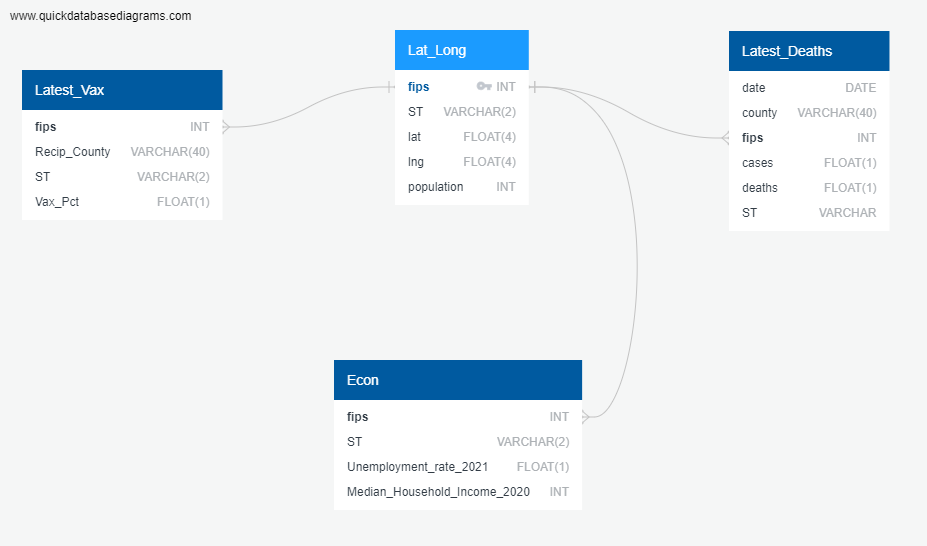 www.quickdatabasediagrams.com
Latest_Vax
fips INT
Recip_County VARCHAR(40)
ST VARCHAR(2)
Vax_Pct FLOAT(1)
Lat_Long
fips INT
ST VARCHAR(2)
lat FLOAT(4)
lng FLOAT(4)
population INT
Latest_Deaths
date DATE
county VARCHAR(40)
fips INT
cases FLOAT(1)
deaths FLOAT(1)
ST VARCHAR
Econ
fips INT
ST VARCHAR(2)
Unemployment_rate_2021 FLOAT(1)
Median_Household_Income_2020 INT